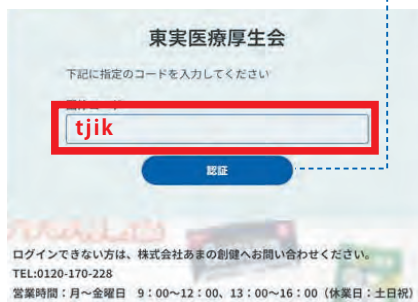 東実医療厚生会
下記に指定のコードを入力してください
tjik
認証
ログインできない方は、株式会社あまの創健へお問い合わせください。
TEL:0120-170-228
営業時間：月〜金曜日 9：00〜12：00、13：00〜16：00（休業日：土日祝）